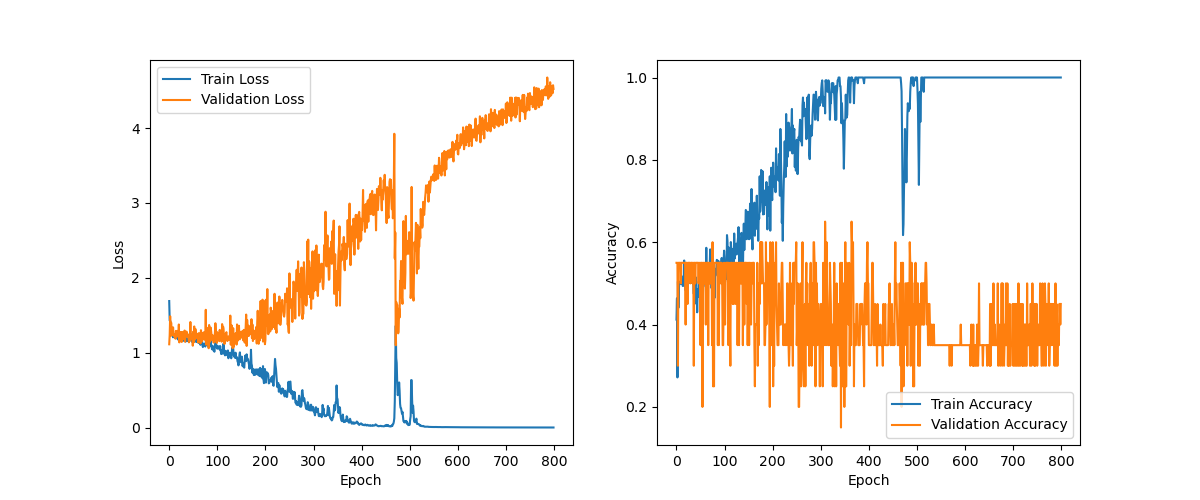 Train Loss
Validation Loss
4
3
2
1
0
Loss
0 100 200 300 400 500 600 700 800
Epoch
1.0
0.8
0.6
0.4
0.2
Accuracy
Train Accuracy
Validation Accuracy
0 100 200 300 400 500 600 700 800
Epoch